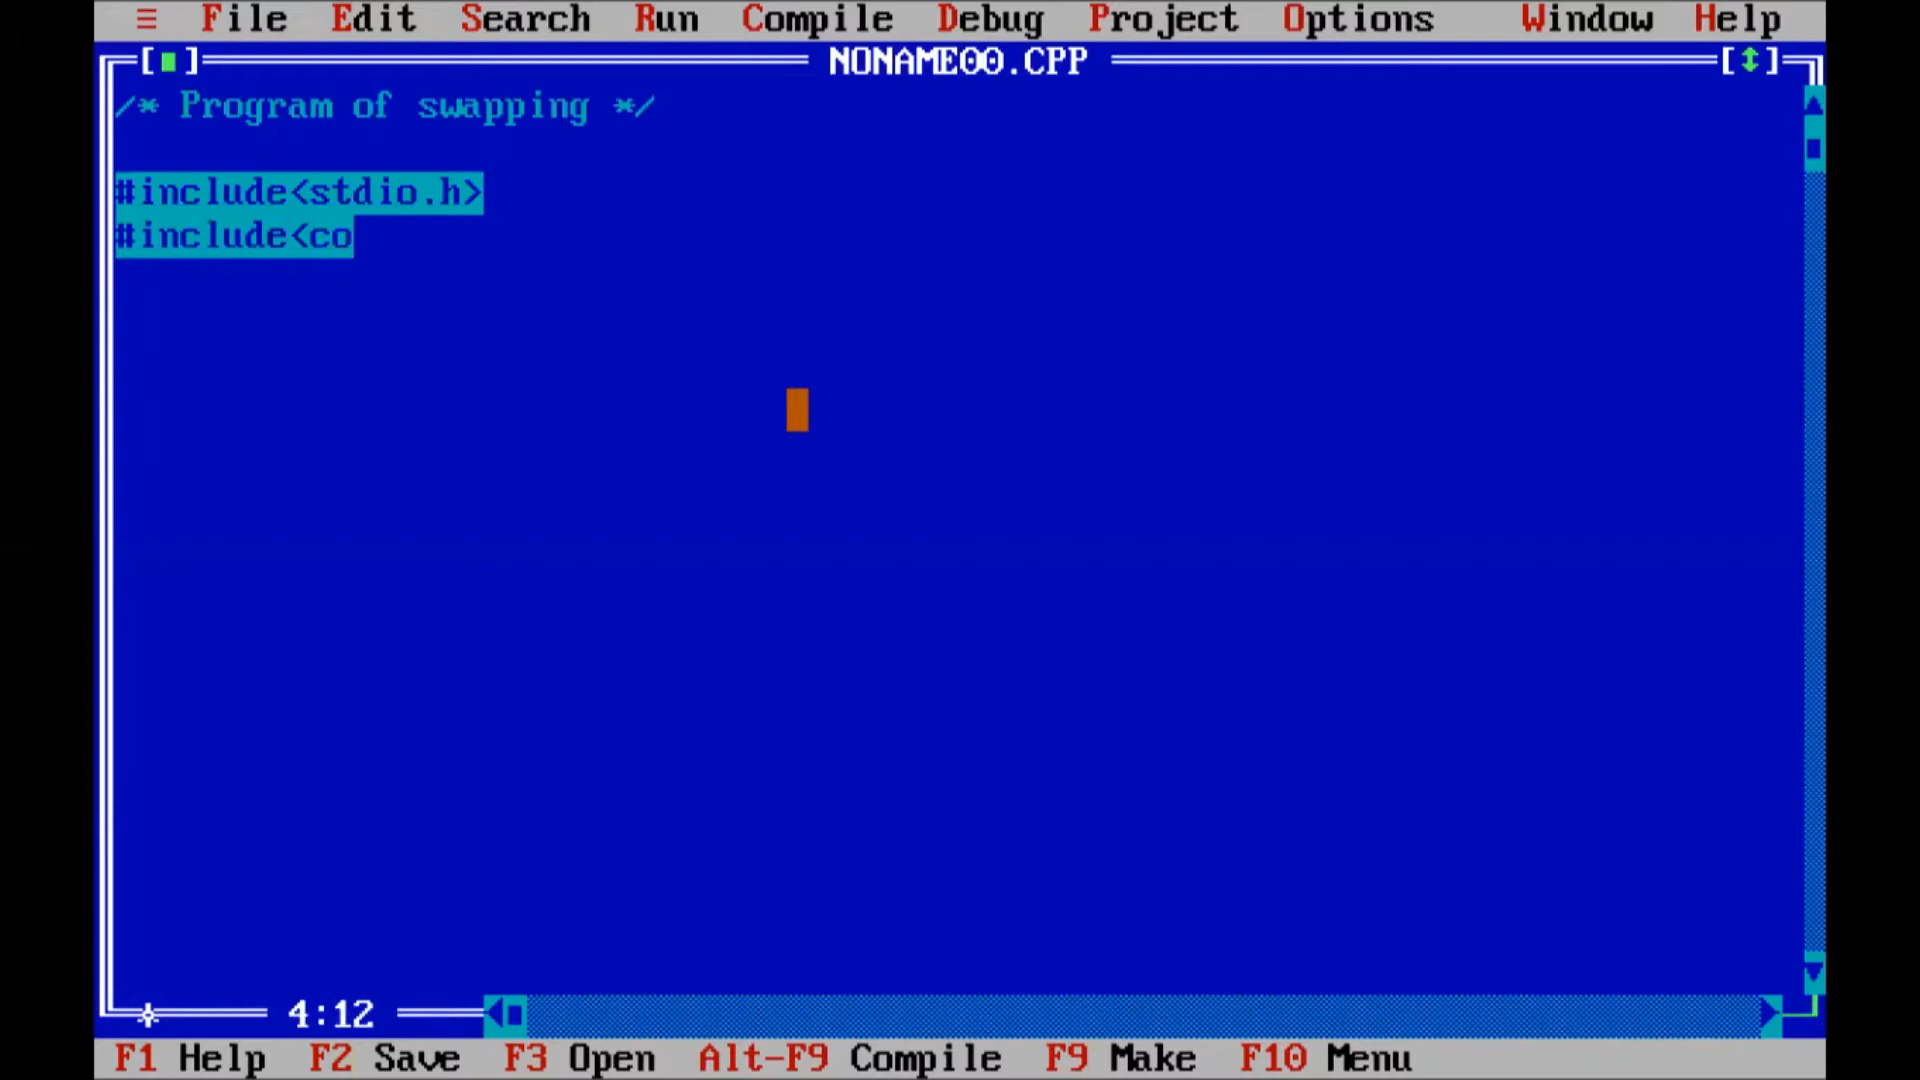 ≡ File Edit Search Run Compile Debug Project Options Window Help
[■] NONAME00.CPP [↕]
/* Program of swapping */
#include<stdio.h>
#include<co
4:12
F1 Help F2 Save F3 Open Alt-F9 Compile F9 Make F10 Menu